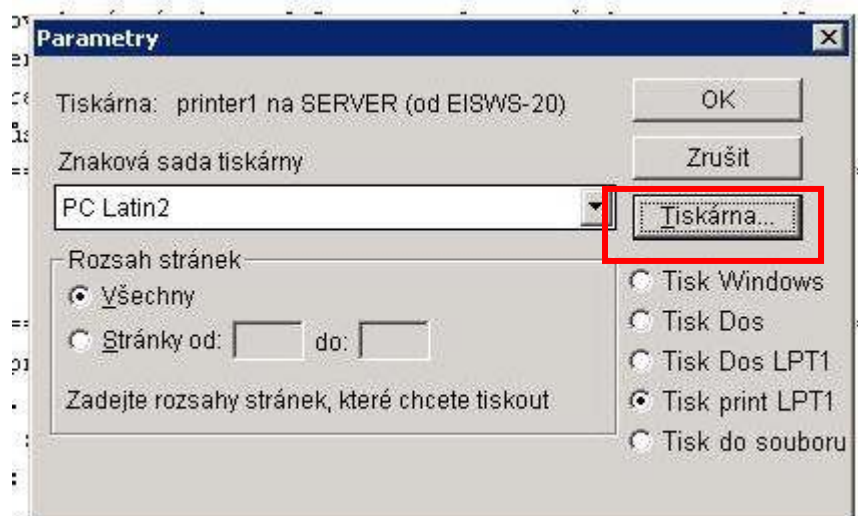 Parametry
Tiskárna: printer1 na SERVER (od EISWS-20)
OK
Znaková sada tiskárny
Zrušit
PC Latin2
Tiskárna...
Rozsah stránek
Všechny
Stránky od: do:
Zadejte rozsahy stránek, které chcete tiskout
Tisk Windows
Tisk Dos
Tisk Dos LPT1
Tisk print LPT1
Tisk do souboru